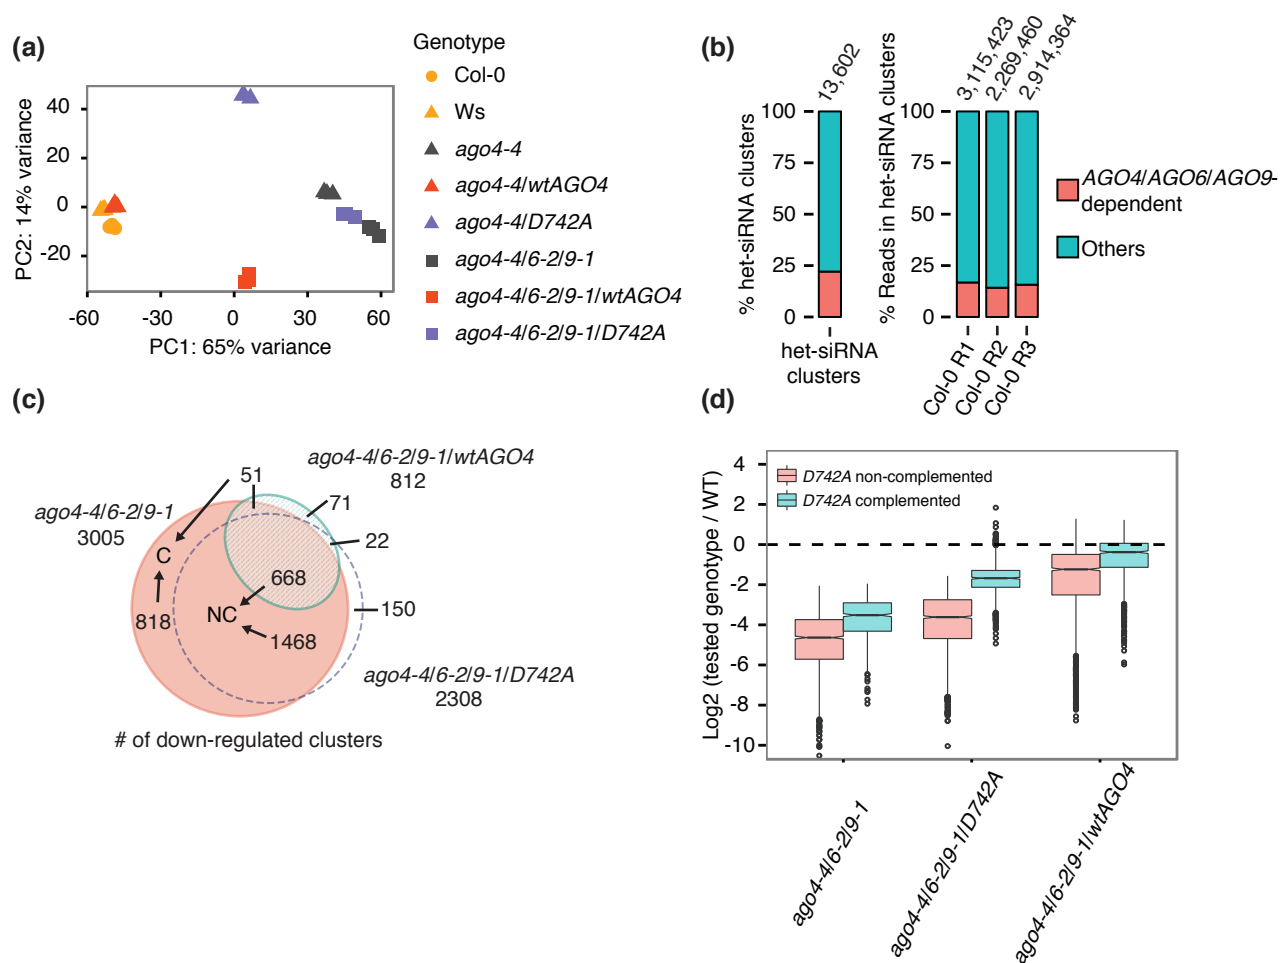 (a)
Genotype
Col-0
Ws
ago4-4
ago4-4/wtAGO4
ago4-4/D742A
ago4-4/6-2/9-1
ago4-4/6-2/9-1/wtAGO4
ago4-4/6-2/9-1/D742A
PC2: 14% variance
40
20
0
-20
-60
-30
0
30
60
PC1: 65% variance
(b)
13,602
% het-siRNA clusters
100
75
50
25
0
het-siRNA
clusters
3,115,423
2,269,460
2,914,364
% Reads in het-siRNA clusters
100
75
50
25
0
Col-0 R1
Col-0 R2
Col-0 R3
AGO4/AGO6/AGO9-
dependent
Others
(c)
51
ago4-4/6-2/9-1/wtAGO4
812
71
ago4-4/6-2/9-1
3005
22
C
668
NC
150
818
1468
ago4-4/6-2/9-1/D742A
2308
# of down-regulated clusters
(d)
Log2 (tested genotype / WT)
4
2
0
-2
-4
-6
-8
-10
D742A non-complemented
D742A complemented
ago4-4/6-2/9-1
ago4-4/6-2/9-1/D742A
ago4-4/6-2/9-1/wtAGO4